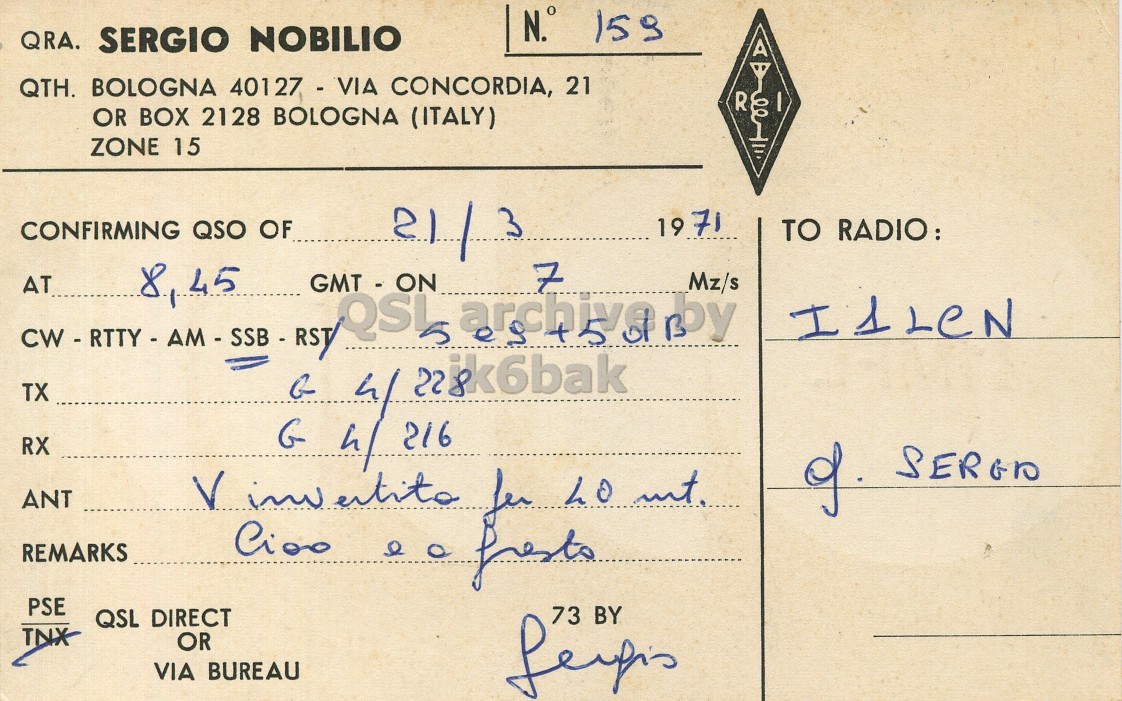 QRA. SERGIO NOBILIO
N.° 159
QTH. BOLOGNA 40127 - VIA CONCORDIA, 21
OR BOX 2128 BOLOGNA (ITALY)
ZONE 15
A
R I
CONFIRMING QSO OF 21/3 1971
TO RADIO:
AT 8,45 GMT - ON 7 Mz/s
QSL archive by
I1LCN
CW - RTTY - AM - SSB - RST/ 5 e 9 + 5 dB
ik6bak
TX G 4/228
RX G 4/216
SERGIO
ANT V invertita per 40 mt.
REMARKS Ciao e a presto
PSE
TNX
QSL DIRECT
OR
VIA BUREAU
73 BY
Sergio